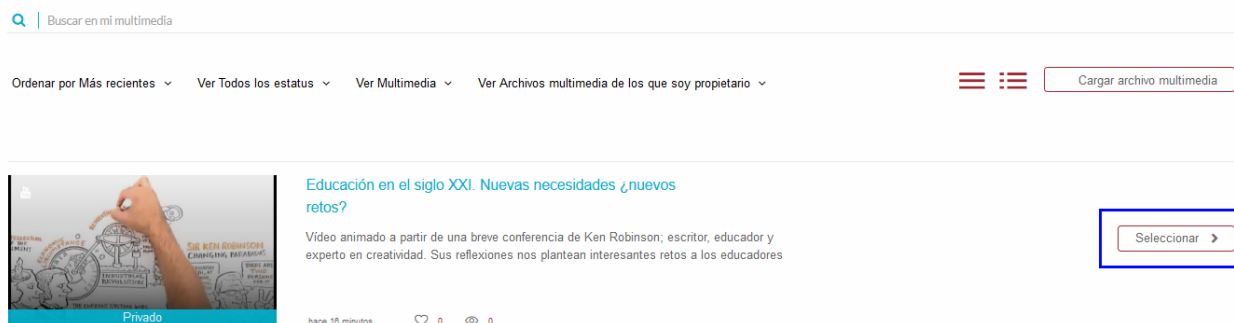 Buscar en mi multimedia
Ordenar por Más recientes Ver Todos los estatus Ver Multimedia Ver Archivos multimedia de los que soy propietario Cargar archivo multimedia
Educación en el siglo XXI. Nuevas necesidades ¿nuevos
retos?
Vídeo animado a partir de una breve conferencia de Ken Robinson; escritor, educador y
experto en creatividad. Sus reflexiones nos plantean interesantes retos a los educadores
Seleccionar
SIR KEN ROBINSON
CHANGING PARADIGMS
INDUSTRIAL
REVOLUTION
Privado
hace 16 minutos 0 0